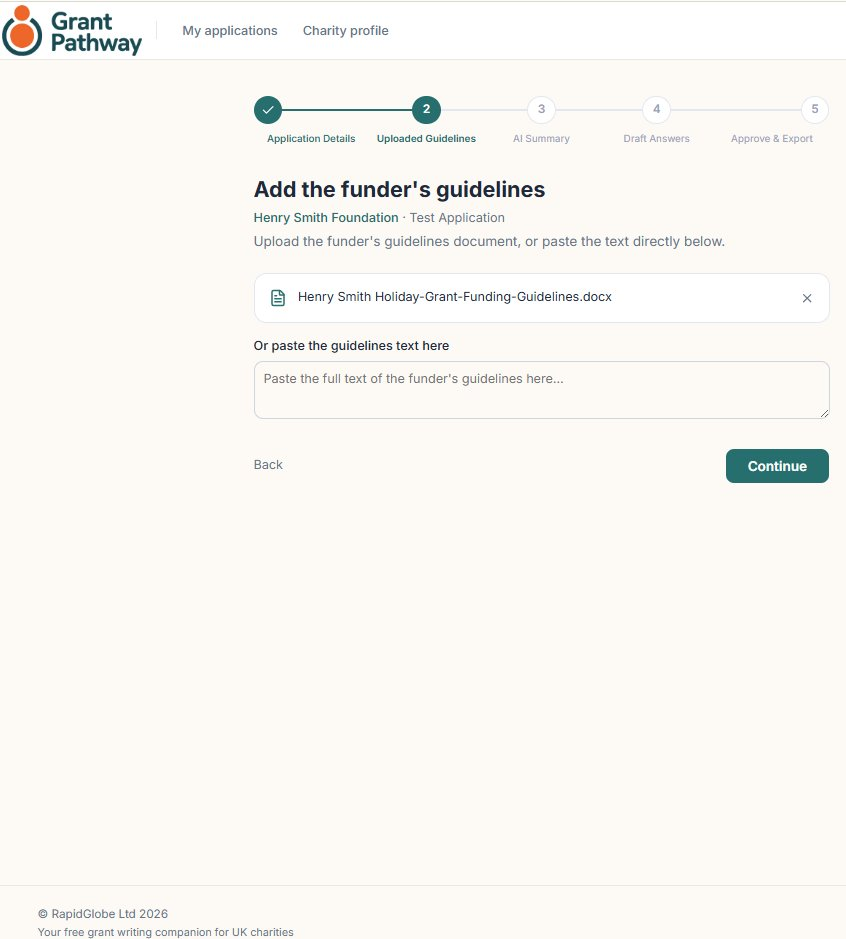 Grant
Pathway
My applications
Charity profile
2
3
4
5
Application Details
Uploaded Guidelines
AI Summary
Draft Answers
Approve & Export
Add the funder's guidelines
Henry Smith Foundation · Test Application
Upload the funder's guidelines document, or paste the text directly below.
Henry Smith Holiday-Grant-Funding-Guidelines.docx
Or paste the guidelines text here
Paste the full text of the funder's guidelines here...
Back
Continue
© RapidGlobe Ltd 2026
Your free grant writing companion for UK charities